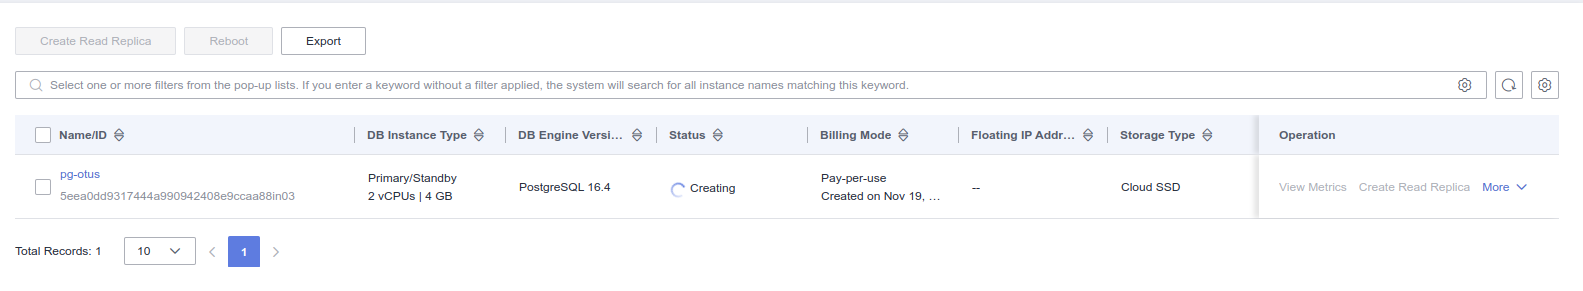 Create Read Replica Reboot Export
Select one or more filters from the pop-up lists. If you enter a keyword without a filter applied, the system will search for all instance names matching this keyword.
Name/ID DB Instance Type DB Engine Versi... Status Billing Mode Floating IP Addr... Storage Type Operation
pg-otus
5eea0dd9317444a990942408e9ccaa88in03
Primary/Standby
2 vCPUs | 4 GB
PostgreSQL 16.4
Creating
Pay-per-use
Created on Nov 19, ...
--
Cloud SSD
View Metrics Create Read Replica More
Total Records: 1 10 1